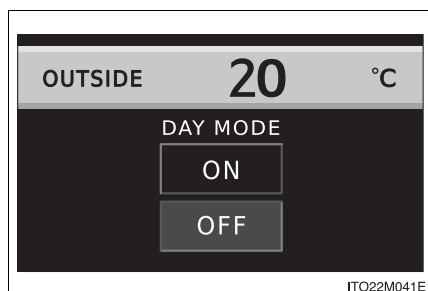 OUTSIDE 20 °C
DAY MODE
ON
OFF
ITO22M041E